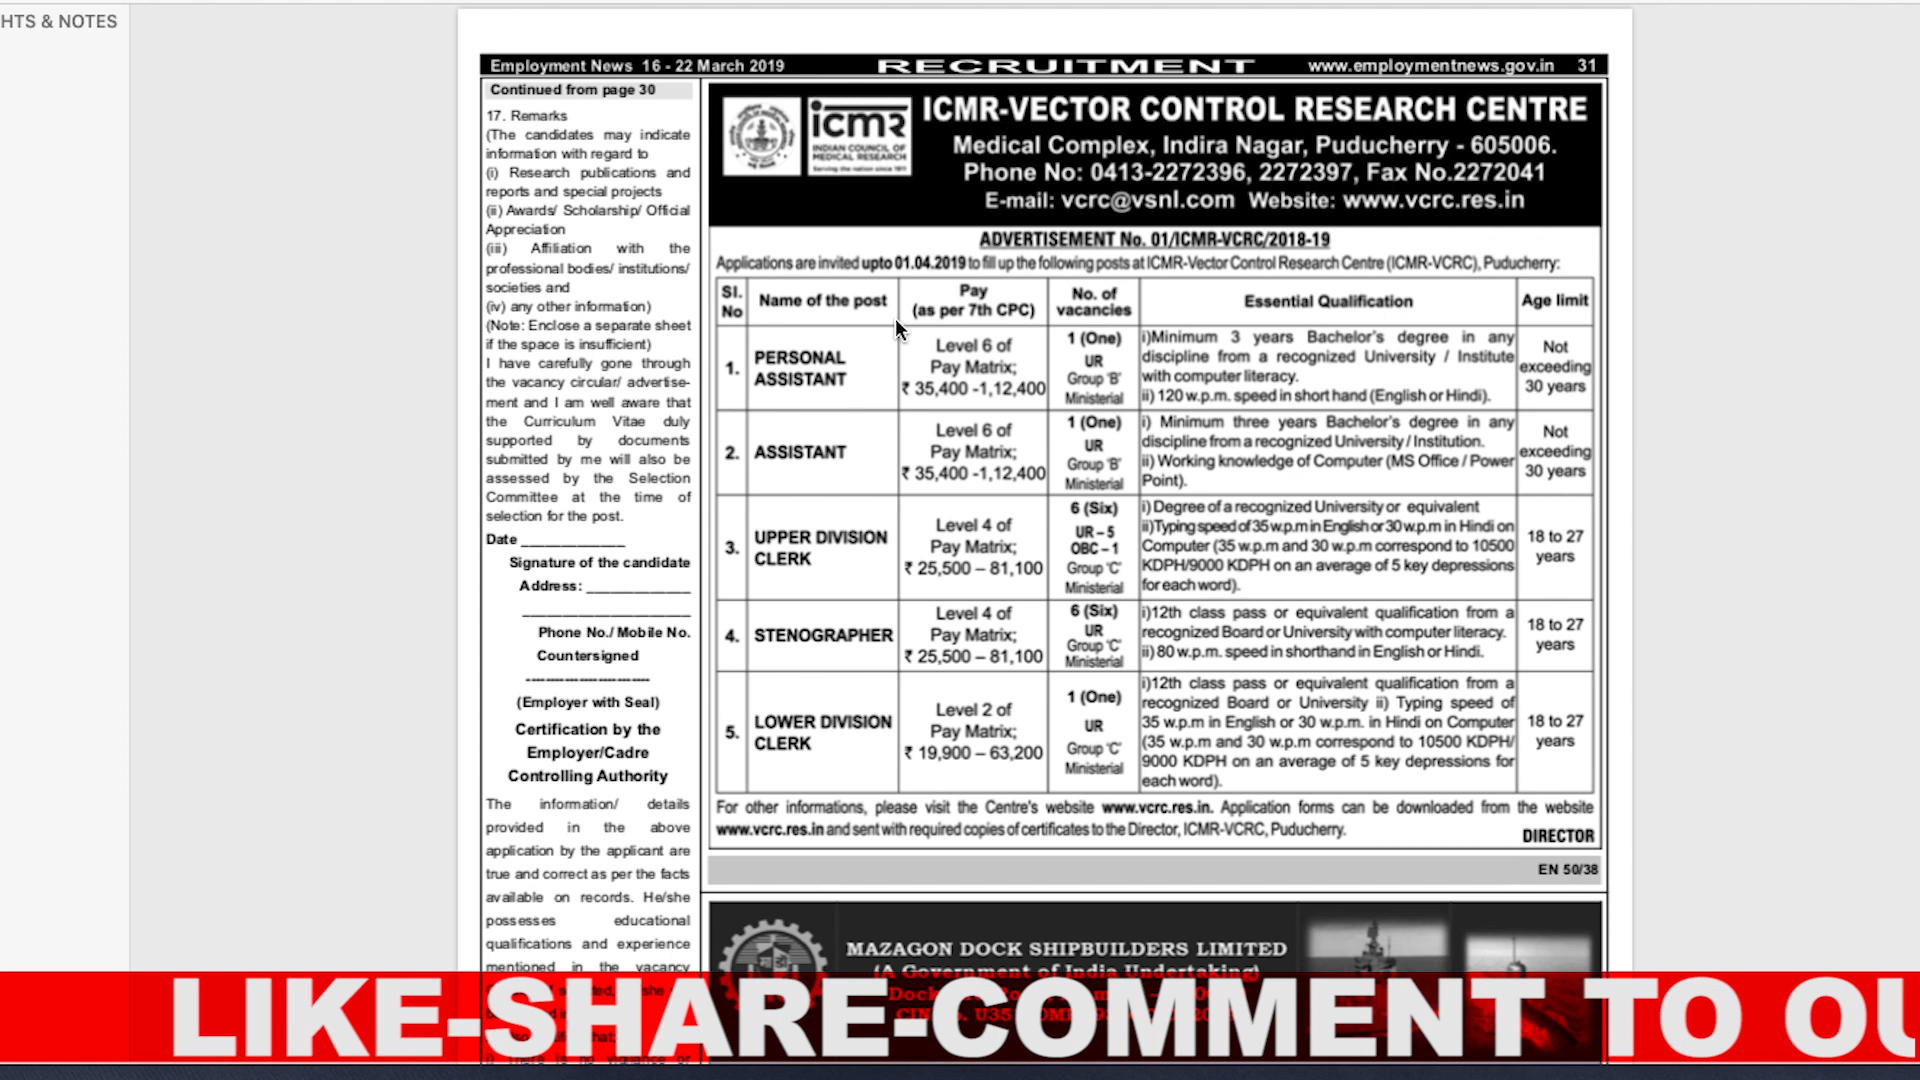 HTS & NOTES
Employment News 16 - 22 March 2019 RECRUITMENT www.employmentnews.gov.in 31
Continued from page 30
17. Remarks
(The candidates may indicate
information with regard to
(i) Research publications and
reports and special projects
(ii) Awards/ Scholarship/ Official
Appreciation
(iii) Affiliation with the
professional bodies/ institutions/
societies and
(iv) any other information)
(Note: Enclose a separate sheet
if the space is insufficient)
I have carefully gone through
the vacancy circular/ advertise-
ment and I am well aware that
the Curriculum Vitae duly
supported by documents
submitted by me will also be
assessed by the Selection
Committee at the time of
selection for the post.
Date _____________
Signature of the candidate
Address: _____________
_____________________
Phone No./ Mobile No.
Countersigned
-------------------------
(Employer with Seal)
Certification by the
Employer/Cadre
Controlling Authority
The information/ details
provided in the above
application by the applicant are
true and correct as per the facts
available on records. He/she
possesses educational
qualifications and experience
mentioned in the vacancy
icmr
INDIAN COUNCIL OF
MEDICAL RESEARCH
Serving the nation since 1911
ICMR-VECTOR CONTROL RESEARCH CENTRE
Medical Complex, Indira Nagar, Puducherry - 605006.
Phone No: 0413-2272396, 2272397, Fax No.2272041
E-mail: vcrc@vsnl.com Website: www.vcrc.res.in
ADVERTISEMENT No. 01/ICMR-VCRC/2018-19
Applications are invited upto 01.04.2019 to fill up the following posts at ICMR-Vector Control Research Centre (ICMR-VCRC), Puducherry:
Sl.
No
Name of the post
Pay
(as per 7th CPC)
No. of
vacancies
Essential Qualification
Age limit
1.
PERSONAL
ASSISTANT
Level 6 of
Pay Matrix;
₹ 35,400 -1,12,400
1 (One)
UR
Group 'B'
Ministerial
i)Minimum 3 years Bachelor's degree in any
discipline from a recognized University / Institute
with computer literacy.
ii) 120 w.p.m. speed in short hand (English or Hindi).
Not
exceeding
30 years
2.
ASSISTANT
Level 6 of
Pay Matrix;
₹ 35,400 -1,12,400
1 (One)
UR
Group 'B'
Ministerial
i) Minimum three years Bachelor's degree in any
discipline from a recognized University / Institution.
ii) Working knowledge of Computer (MS Office / Power
Point).
Not
exceeding
30 years
3.
UPPER DIVISION
CLERK
Level 4 of
Pay Matrix;
₹ 25,500 – 81,100
6 (Six)
UR – 5
OBC – 1
Group 'C'
Ministerial
i) Degree of a recognized University or equivalent
ii)Typing speed of 35 w.p.m in English or 30 w.p.m in Hindi on
Computer (35 w.p.m and 30 w.p.m correspond to 10500
KDPH/9000 KDPH on an average of 5 key depressions
for each word).
18 to 27
years
4.
STENOGRAPHER
Level 4 of
Pay Matrix;
₹ 25,500 – 81,100
6 (Six)
UR
Group 'C'
Ministerial
i)12th class pass or equivalent qualification from a
recognized Board or University with computer literacy.
ii) 80 w.p.m. speed in shorthand in English or Hindi.
18 to 27
years
5.
LOWER DIVISION
CLERK
Level 2 of
Pay Matrix;
₹ 19,900 – 63,200
1 (One)
UR
Group 'C'
Ministerial
i)12th class pass or equivalent qualification from a
recognized Board or University ii) Typing speed of
35 w.p.m in English or 30 w.p.m. in Hindi on Computer
(35 w.p.m and 30 w.p.m correspond to 10500 KDPH/
9000 KDPH on an average of 5 key depressions for
each word).
18 to 27
years
For other informations, please visit the Centre's website www.vcrc.res.in. Application forms can be downloaded from the website
www.vcrc.res.in and sent with required copies of certificates to the Director, ICMR-VCRC, Puducherry.
DIRECTOR
EN 50/38
MAZAGON DOCK SHIPBUILDERS LIMITED
(A Government of India Undertaking)
LIKE-SHARE-COMMENT TO OU